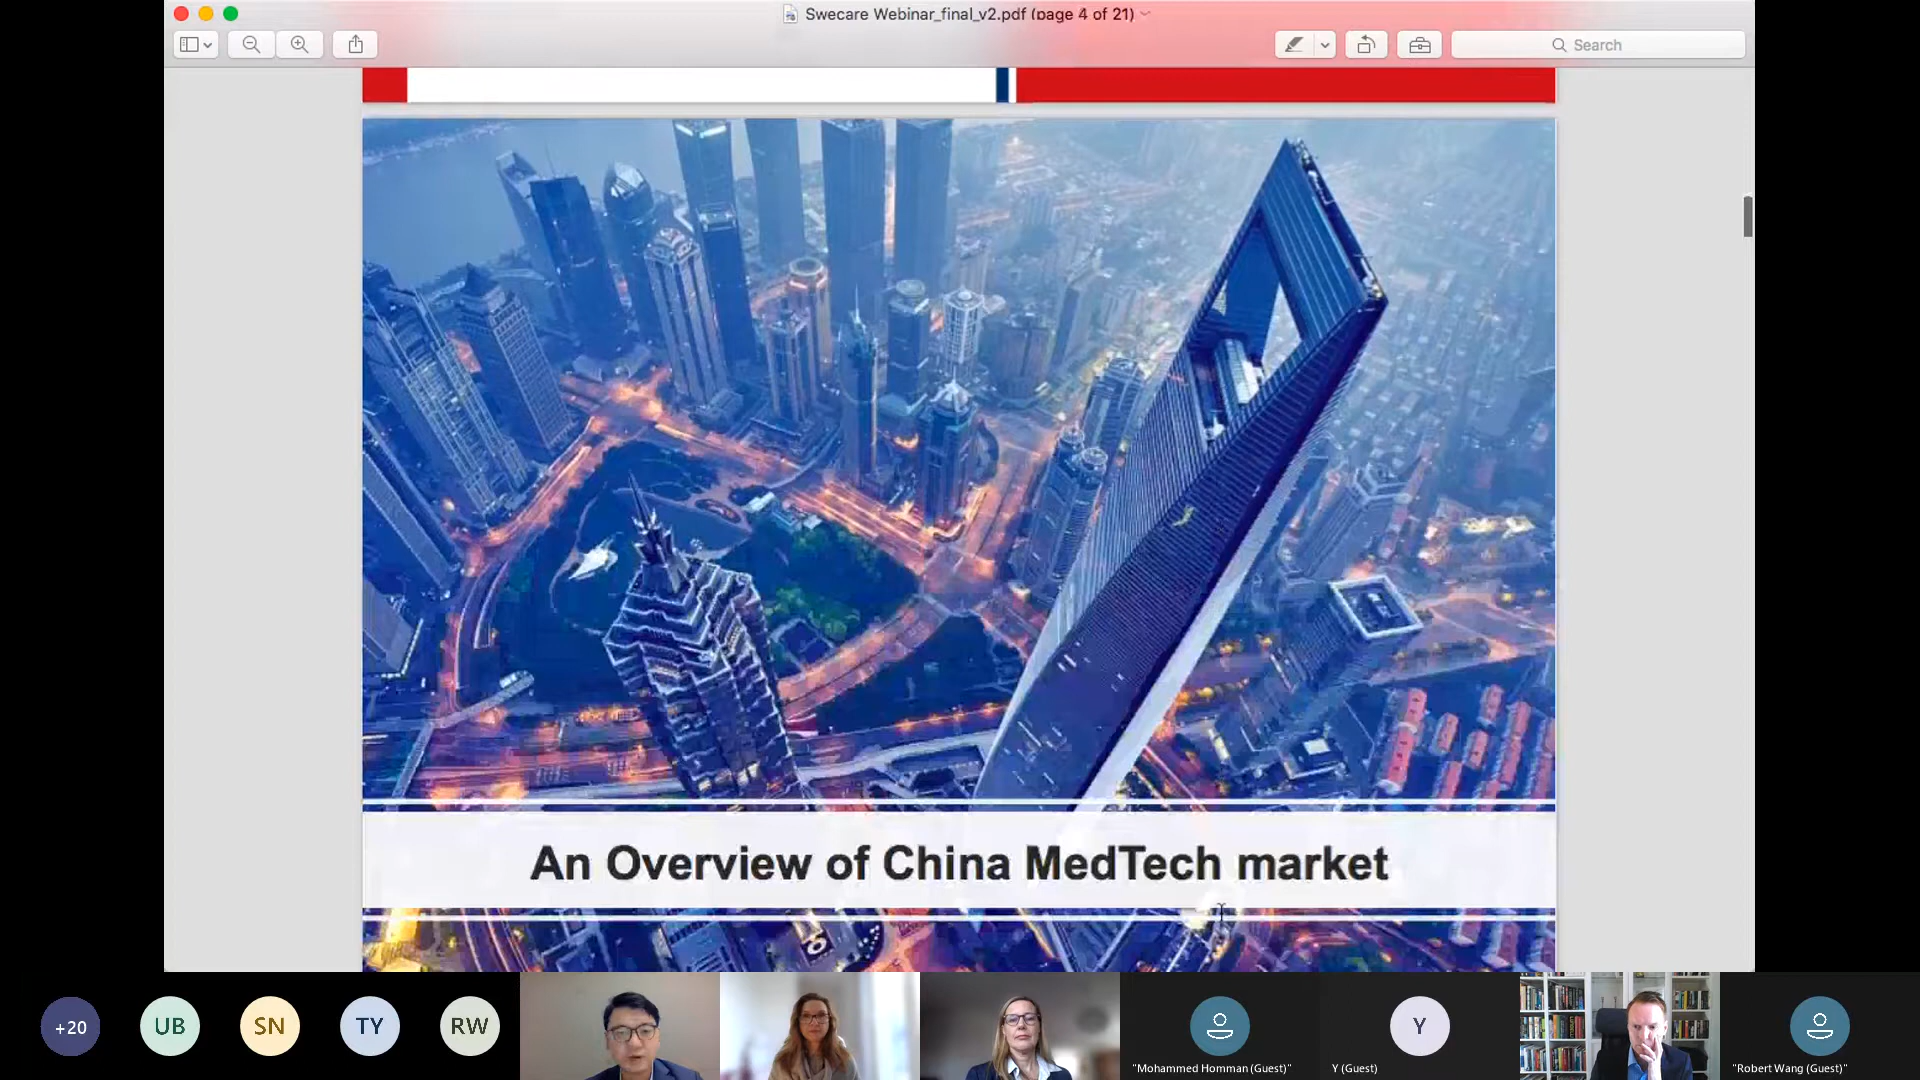 Swecare Webinar_final_v2.pdf (page 4 of 21)
Search
An Overview of China MedTech market
+20
UB
SN
TY
RW
Y
"Mohammed Homman (Guest)"
Y (Guest)
"Robert Wang (Guest)"